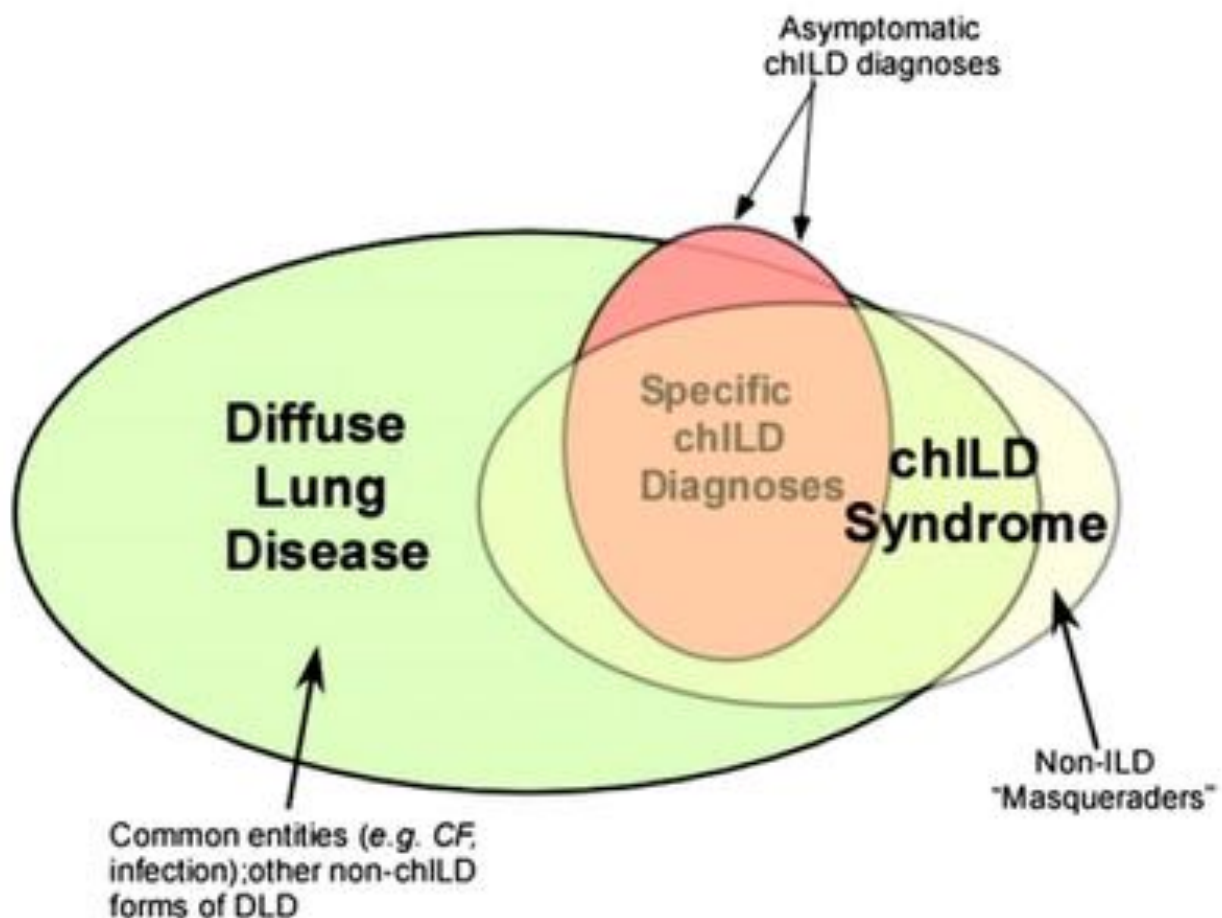 Asymptomatic
chILD diagnoses
Diffuse
Lung
Disease
Specific
chILD
Diagnoses
chILD
Syndrome
Non-ILD
"Masqueraders"
Common entities (e.g. CF,
infection);other non-chILD
forms of DLD